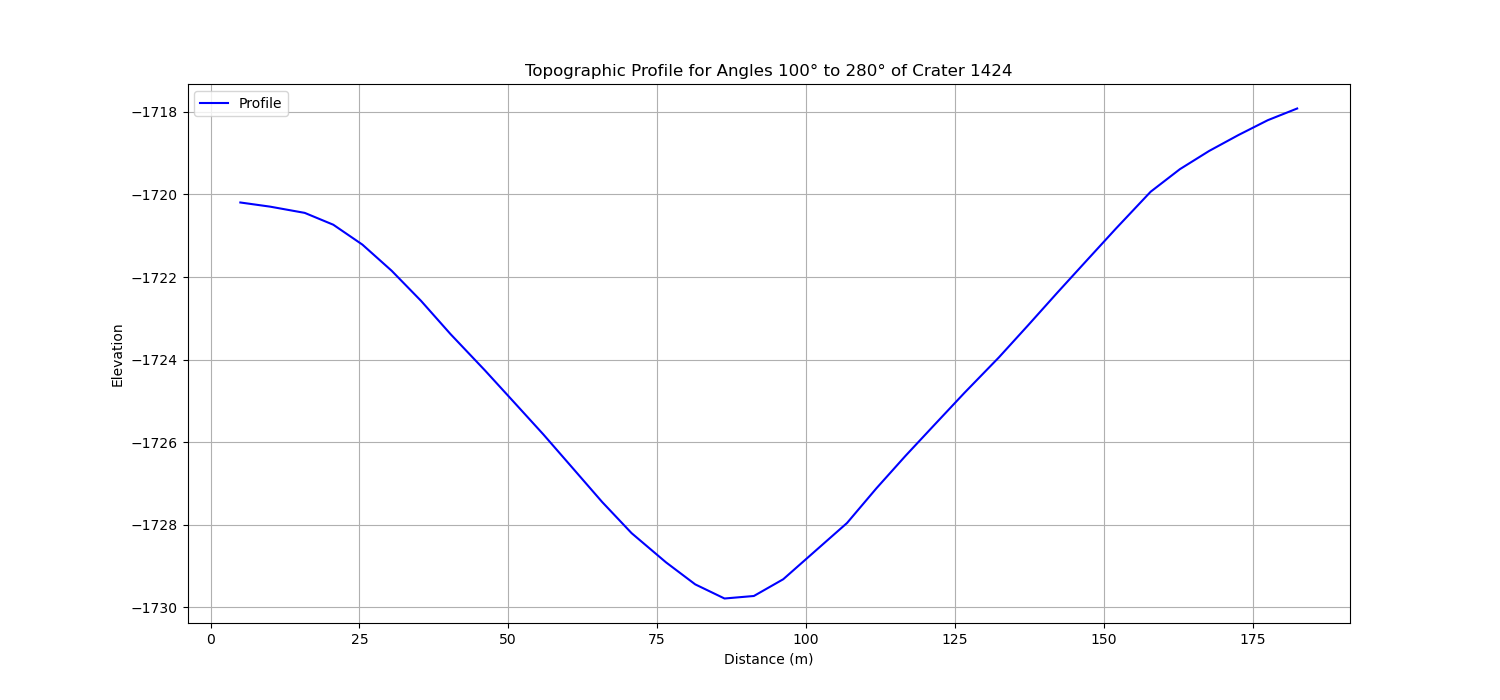 Topographic Profile for Angles 100° to 280° of Crater 1424
Profile
−1718
−1720
−1722
−1724
−1726
−1728
−1730
Elevation
0 25 50 75 100 125 150 175
Distance (m)